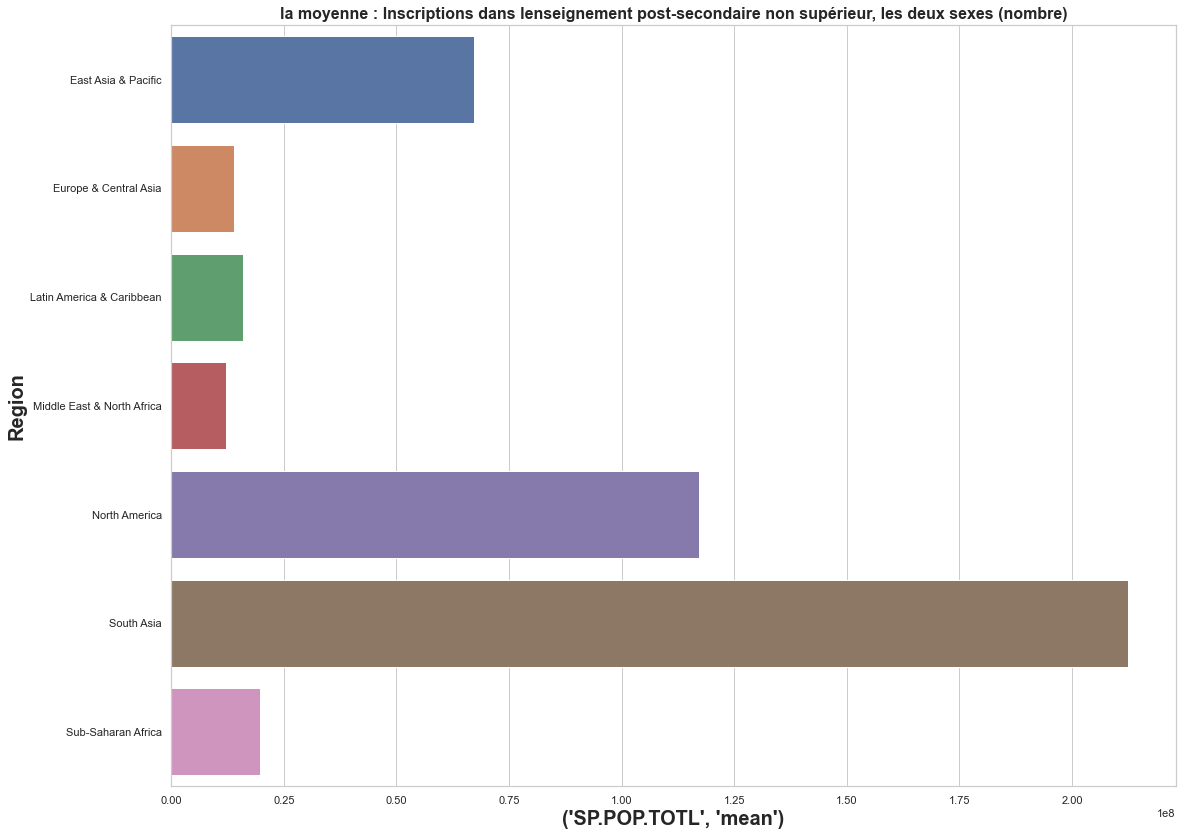 la moyenne : Inscriptions dans lenseignement post-secondaire non supérieur, les deux sexes (nombre)
Region
East Asia & Pacific
Europe & Central Asia
Latin America & Caribbean
Middle East & North Africa
North America
South Asia
Sub-Saharan Africa
0.00 0.25 0.50 0.75 1.00 1.25 1.50 1.75 2.00
1e8
('SP.POP.TOTL', 'mean')